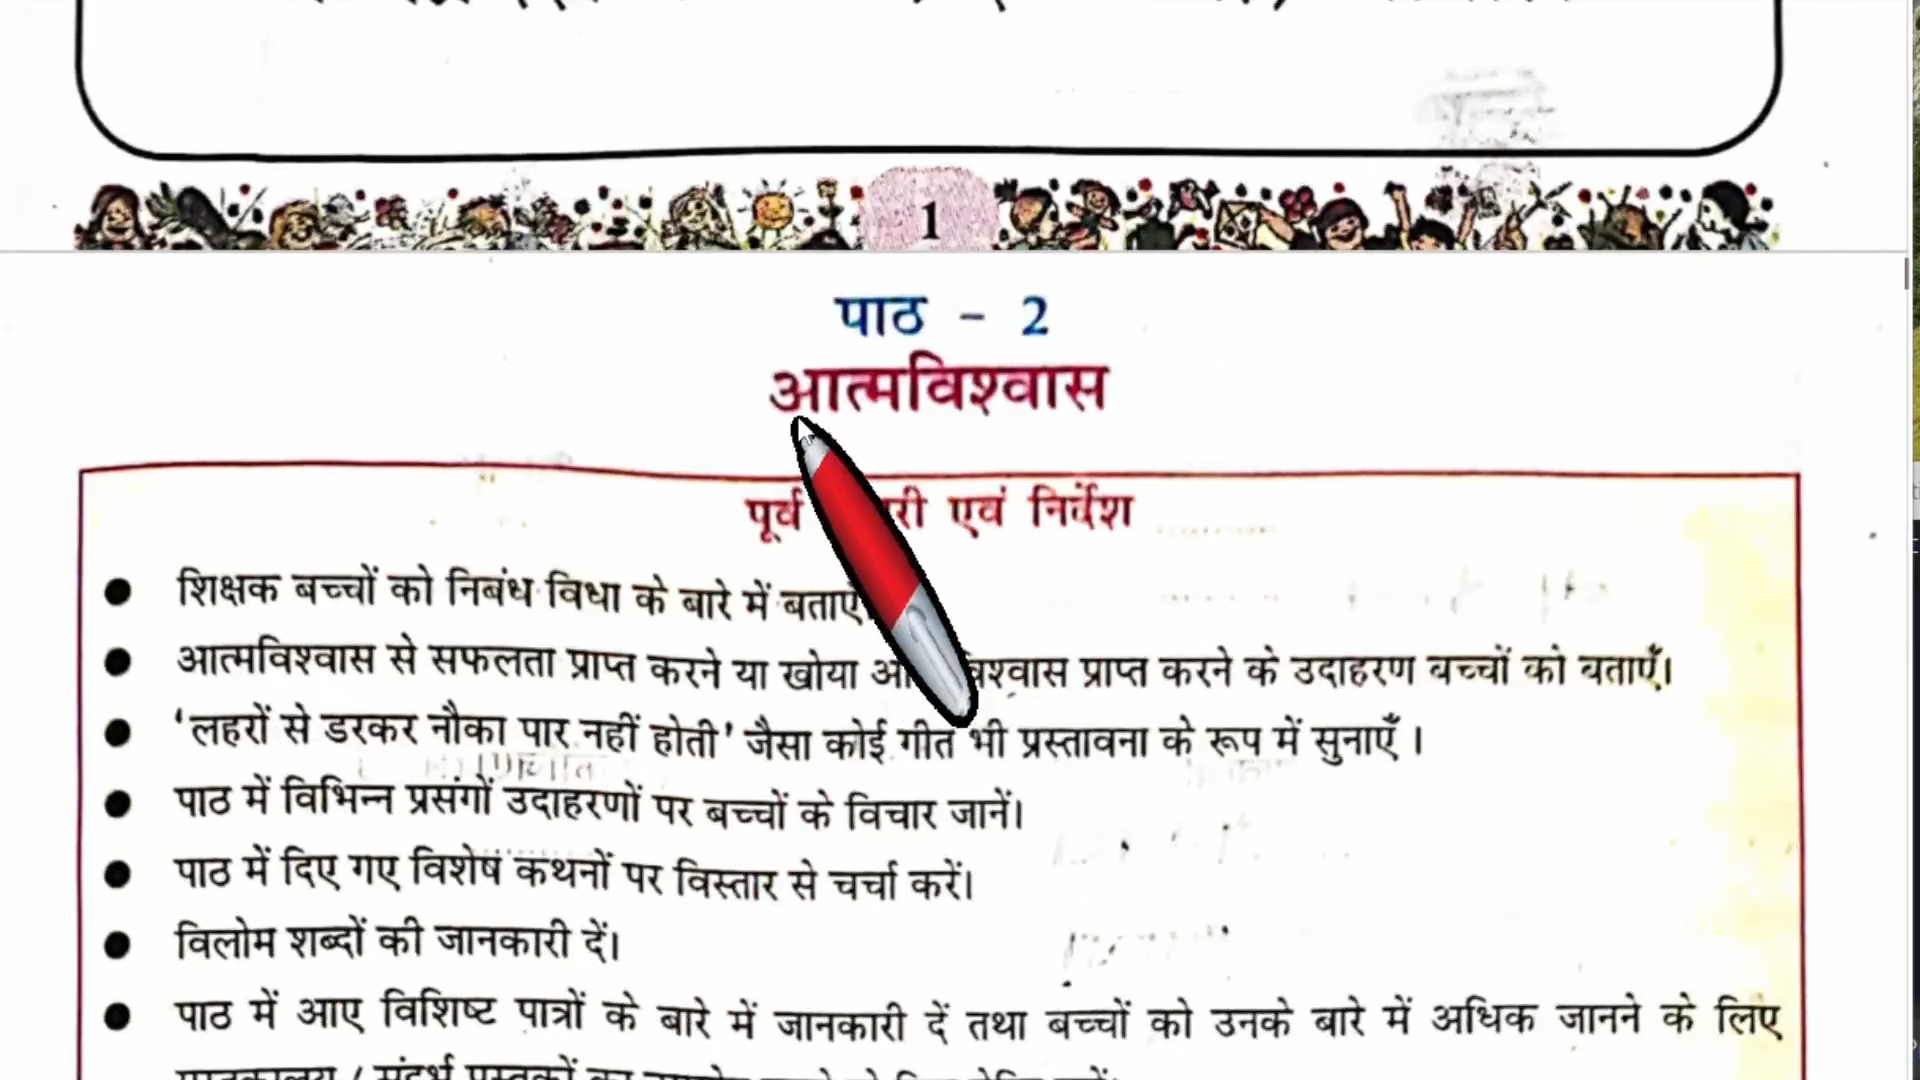 1
पाठ - 2
आत्मविश्वास
पूर्व एवं निर्देश
शिक्षक बच्चों को निबंध विधा के बारे में बताएँ
आत्मविश्वास से सफलता प्राप्त करने या खोया प्राप्त करने के उदाहरण बच्चों को बताएँ।
'लहरों से डरकर नौका पार नहीं होती' जैसा कोई गीत भी प्रस्तावना के रूप में सुनाएँ ।
पाठ में विभिन्न प्रसंगों उदाहरणों पर बच्चों के विचार जानें।
पाठ में दिए गए विशेष कथनों पर विस्तार से चर्चा करें।
विलोम शब्दों की जानकारी दें।
पाठ में आए विशिष्ट पात्रों के बारे में जानकारी दें तथा बच्चों को उनके बारे में अधिक जानने के लिए